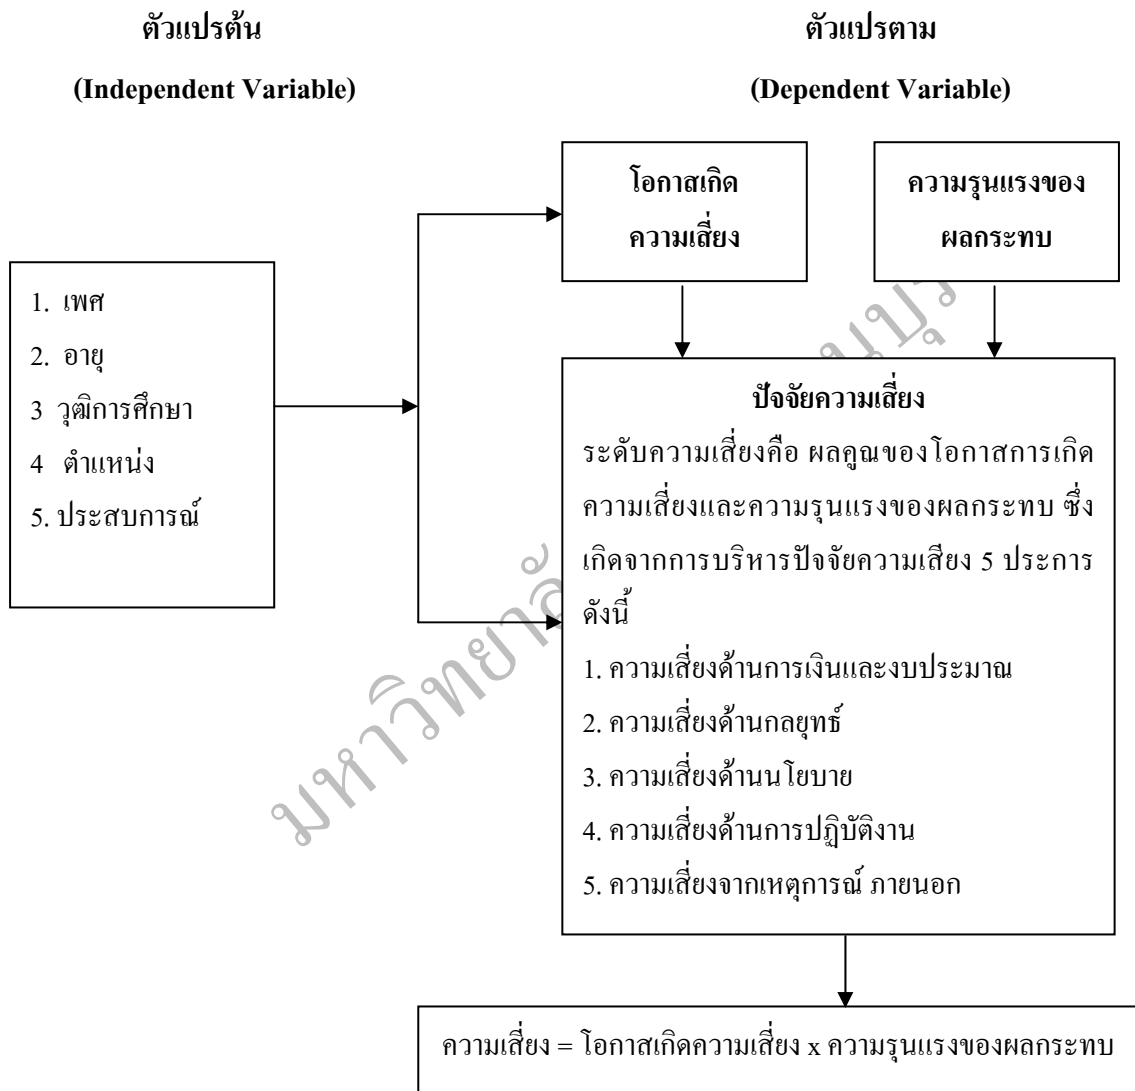 ตัวแปรต้น
(Independent Variable)
ตัวแปรตาม
(Dependent Variable)
โอกาสเกิด
ความเสี่ยง
ความรุนแรงของ
ผลกระทบ
1. เพศ
2. อายุ
3 วุฒิการศึกษา
4 ตำแหน่ง
5. ประสบการณ์
ปัจจัยความเสี่ยง
ระดับความเสี่ยงคือ ผลคูณของโอกาสการเกิด
ความเสี่ยงและความรุนแรงของผลกระทบ ซึ่ง
เกิดจากการบริหารปัจจัยความเสียง 5 ประการ
ดังนี้
1. ความเสี่ยงด้านการเงินและงบประมาณ
2. ความเสี่ยงด้านกลยุทธ์
3. ความเสี่ยงด้านนโยบาย
4. ความเสี่ยงด้านการปฏิบัติงาน
5. ความเสี่ยงจากเหตุการณ์ ภายนอก
ความเสี่ยง = โอกาสเกิดความเสี่ยง x ความรุนแรงของผลกระทบ